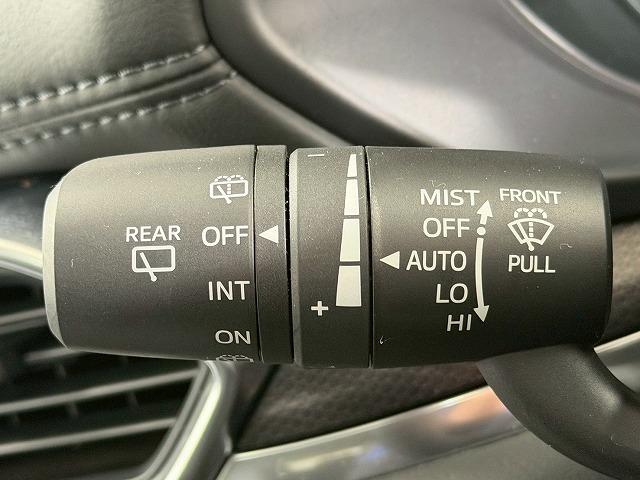 REAR
OFF
INT
ON
−
+
MIST
OFF
AUTO
LO
HI
FRONT
PULL